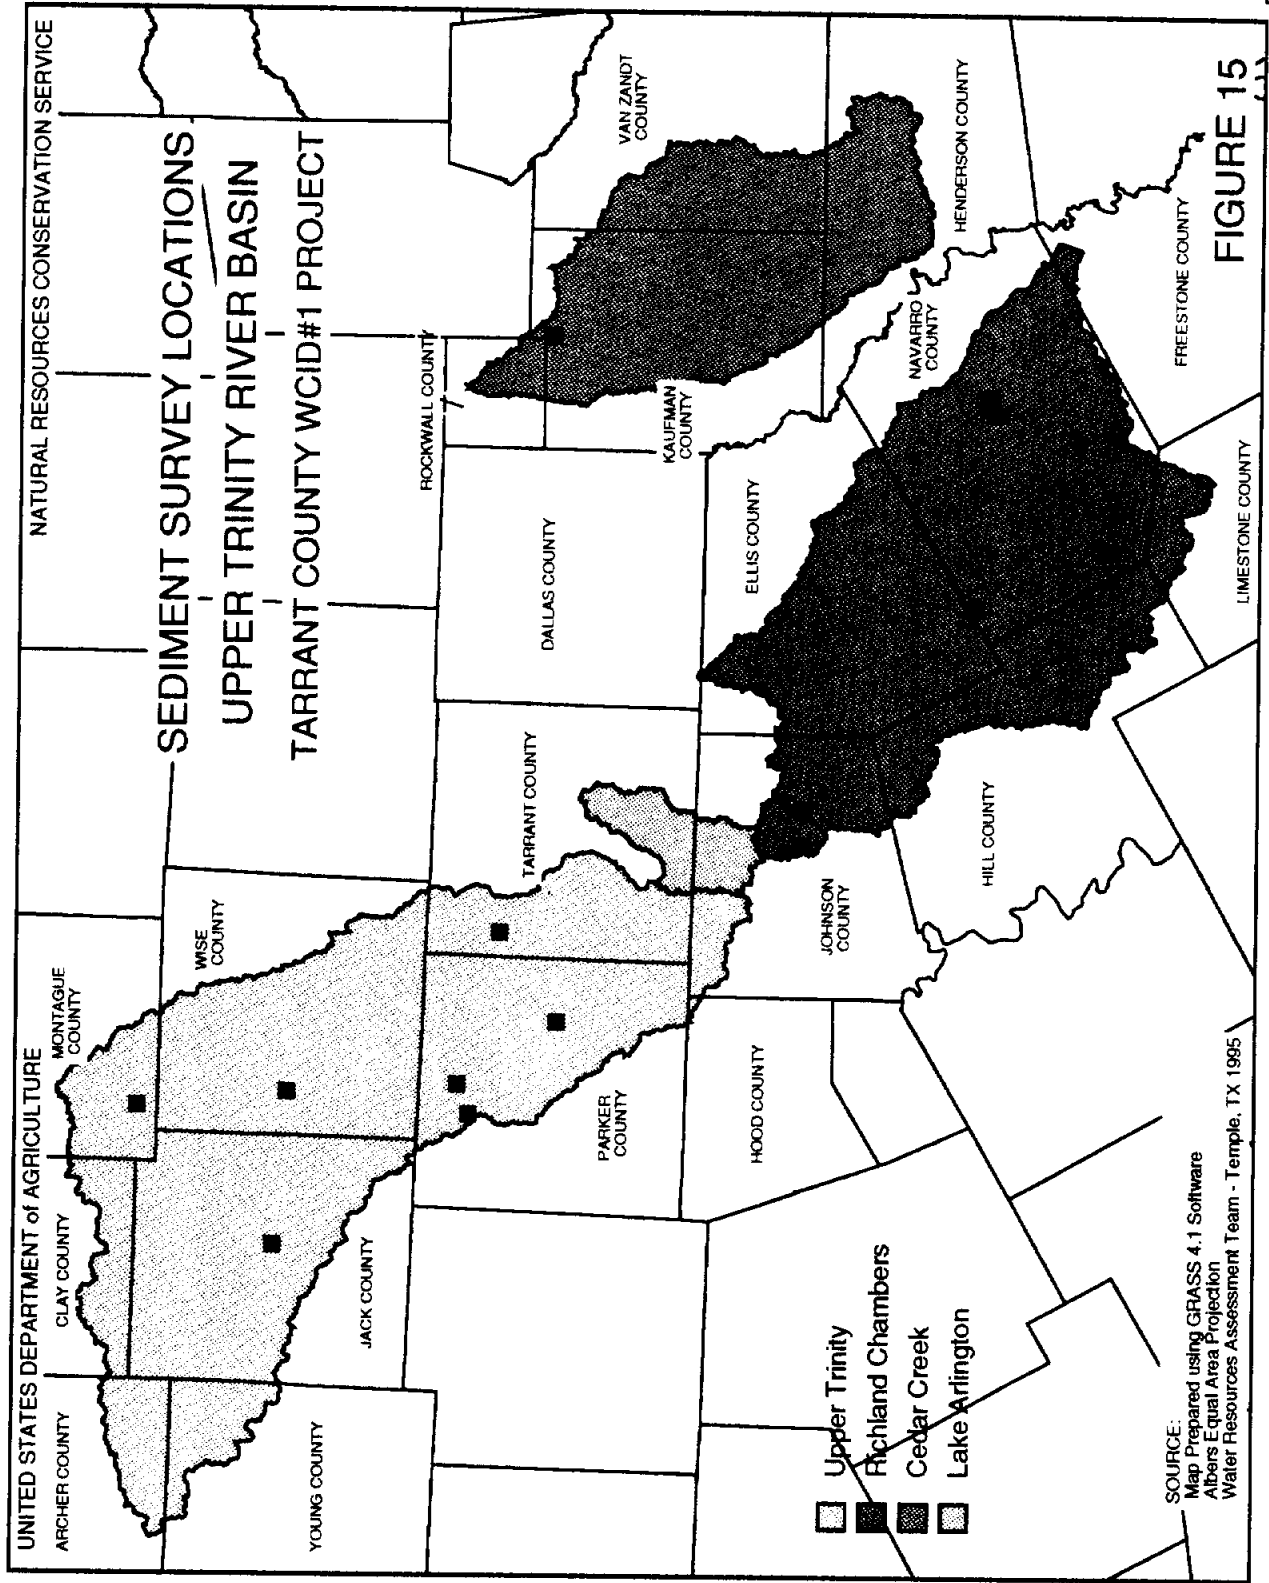 UNITED STATES DEPARTMENT of AGRICULTURE
NATURAL RESOURCES CONSERVATION SERVICE
SEDIMENT SURVEY LOCATIONS
UPPER TRINITY RIVER BASIN
TARRANT COUNTY WCID#1 PROJECT
ARCHER COUNTY
CLAY COUNTY
MONTAGUE
COUNTY
WISE
COUNTY
YOUNG COUNTY
JACK COUNTY
TARRANT COUNTY
DALLAS COUNTY
ROCKWALL COUNTY
VAN ZANDT
COUNTY
PARKER
COUNTY
KAUFMAN
COUNTY
HOOD COUNTY
JOHNSON
COUNTY
ELLIS COUNTY
NAVARRO
COUNTY
HENDERSON COUNTY
HILL COUNTY
FREESTONE COUNTY
LIMESTONE COUNTY
Upper Trinity
Richland Chambers
Cedar Creek
Lake Arlington
SOURCE:
Map Prepared using GRASS 4.1 Software
Albers Equal Area Projection
Water Resources Assessment Team - Temple, TX 1995
FIGURE 15